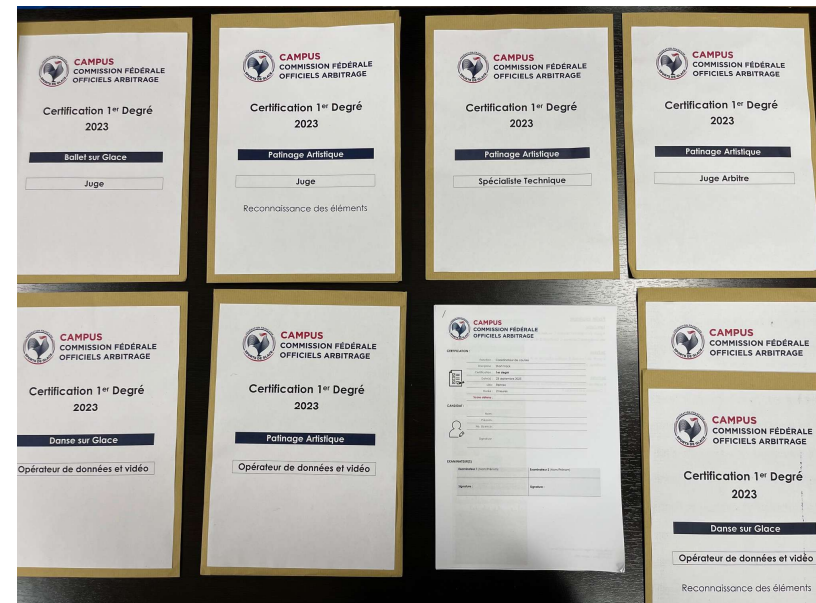 CAMPUS
COMMISSION FÉDÉRALE
OFFICIELS ARBITRAGE
Certification 1er Degré
2023
Ballet sur Glace
Juge
CAMPUS
COMMISSION FÉDÉRALE
OFFICIELS ARBITRAGE
Certification 1er Degré
2023
Patinage Artistique
Juge
Reconnaissance des éléments
CAMPUS
COMMISSION FÉDÉRALE
OFFICIELS ARBITRAGE
Certification 1er Degré
2023
Patinage Artistique
Spécialiste Technique
CAMPUS
COMMISSION FÉDÉRALE
OFFICIELS ARBITRAGE
Certification 1er Degré
2023
Patinage Artistique
Juge Arbitre
CAMPUS
COMMISSION FÉDÉRALE
OFFICIELS ARBITRAGE
Certification 1er Degré
2023
Danse sur Glace
Opérateur de données et vidéo
CAMPUS
COMMISSION FÉDÉRALE
OFFICIELS ARBITRAGE
Certification 1er Degré
2023
Patinage Artistique
Opérateur de données et vidéo
CAMPUS
COMMISSION FÉDÉRALE
OFFICIELS ARBITRAGE
CERTIFICATION
1er degré
CANDIDAT
Signature
Signature
CAMPUS
COMMISSION FÉDÉRALE
OFFICIELS ARBITRAGE
CAMPUS
COMMISSION FÉDÉRALE
OFFICIELS ARBITRAGE
Certification 1er Degré
2023
Danse sur Glace
Opérateur de données et vidéo
Reconnaissance des éléments